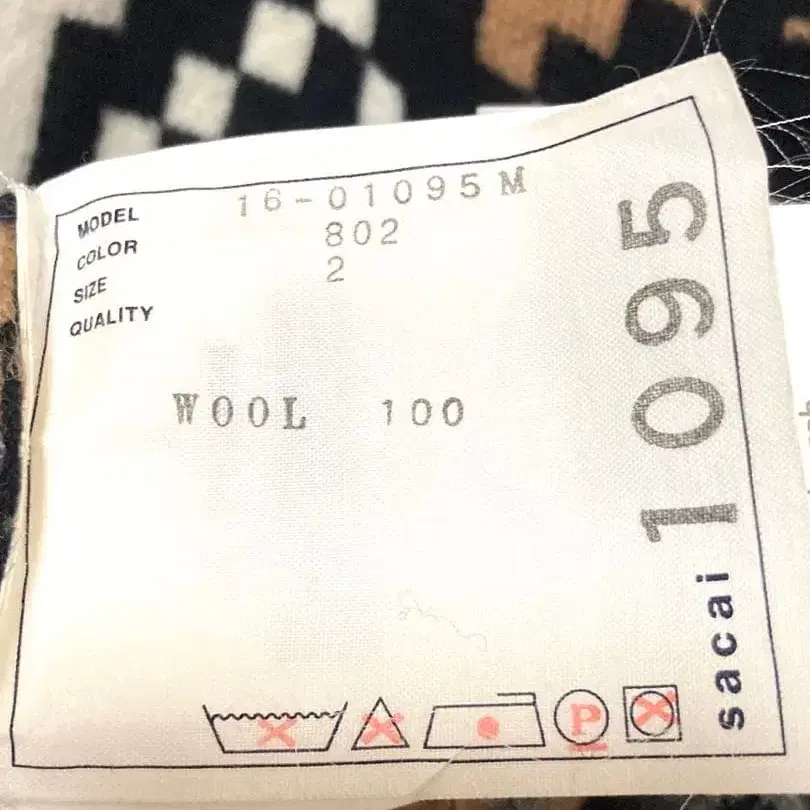 MODEL 16-01095M
COLOR 802
SIZE 2
QUALITY
WOOL 100
sacai 1095
P